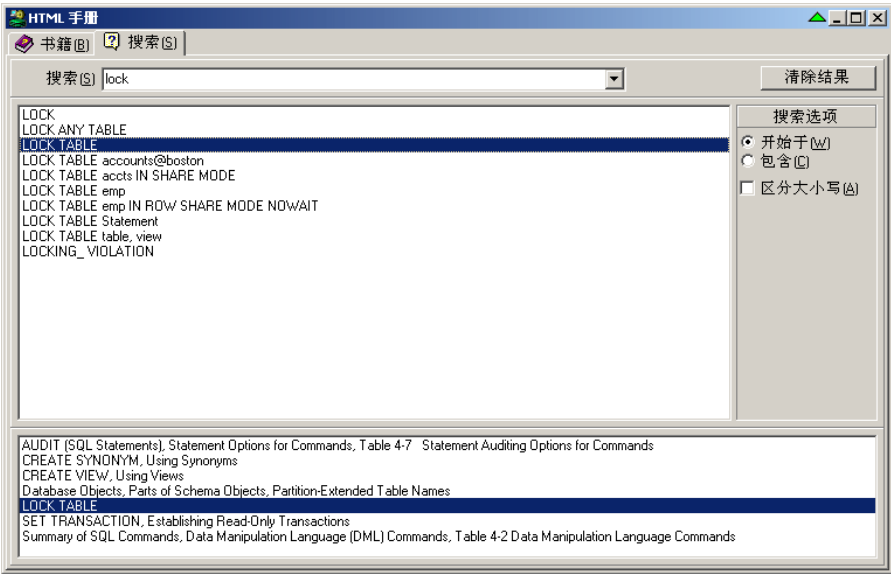 HTML 手册
书籍(B) 搜索(S)
搜索(S) lock 清除结果
LOCK
LOCK ANY TABLE
LOCK TABLE
LOCK TABLE accounts@boston
LOCK TABLE accts IN SHARE MODE
LOCK TABLE emp
LOCK TABLE emp IN ROW SHARE MODE NOWAIT
LOCK TABLE Statement
LOCK TABLE table, view
LOCKING_ VIOLATION
搜索选项
开始于(W)
包含(C)
区分大小写(A)
AUDIT (SQL Statements), Statement Options for Commands, Table 4-7 Statement Auditing Options for Commands
CREATE SYNONYM, Using Synonyms
CREATE VIEW, Using Views
Database Objects, Parts of Schema Objects, Partition-Extended Table Names
LOCK TABLE
SET TRANSACTION, Establishing Read-Only Transactions
Summary of SQL Commands, Data Manipulation Language (DML) Commands, Table 4-2 Data Manipulation Language Commands